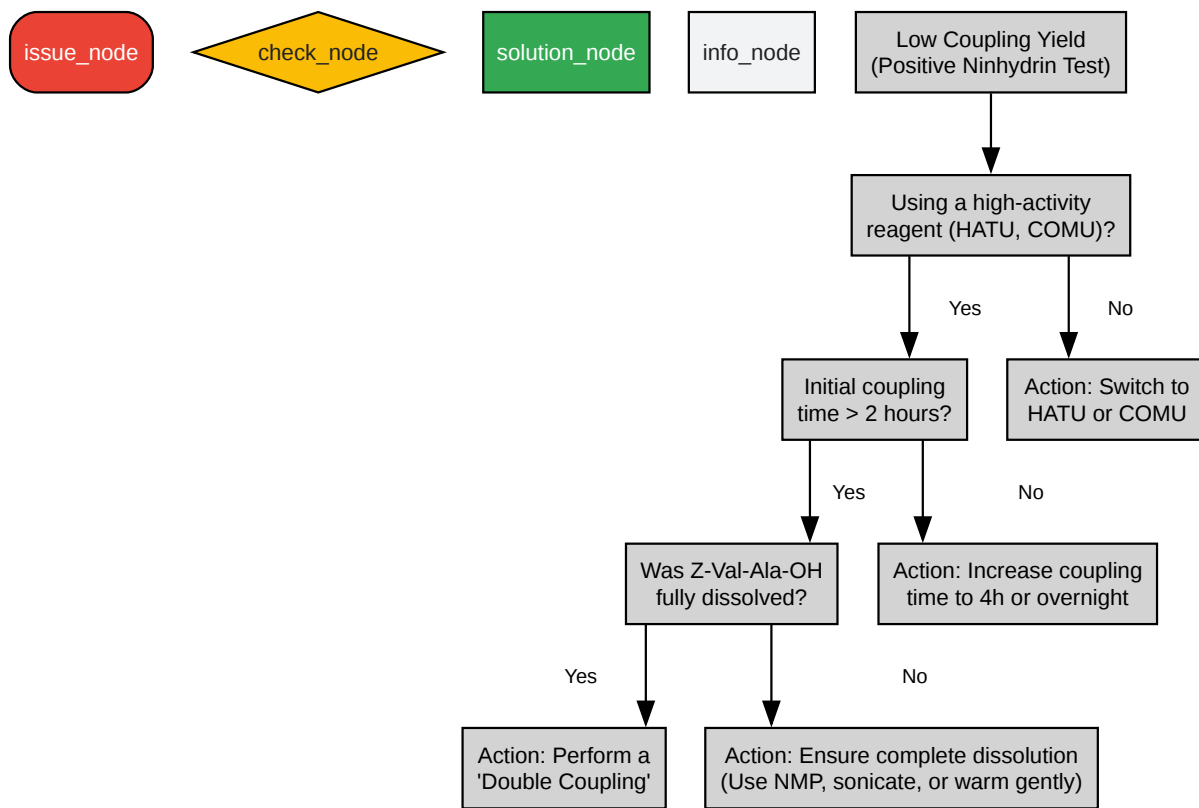 issue_node
check_node
solution_node
info_node
Low Coupling Yield
(Positive Ninhydrin Test)
Using a high-activity
reagent (HATU, COMU)?
Yes
No
Initial coupling
time > 2 hours?
Action: Switch to
HATU or COMU
Yes
No
Was Z-Val-Ala-OH
fully dissolved?
Action: Increase coupling
time to 4h or overnight
Yes
No
Action: Perform a
'Double Coupling'
Action: Ensure complete dissolution
(Use NMP, sonicate, or warm gently)